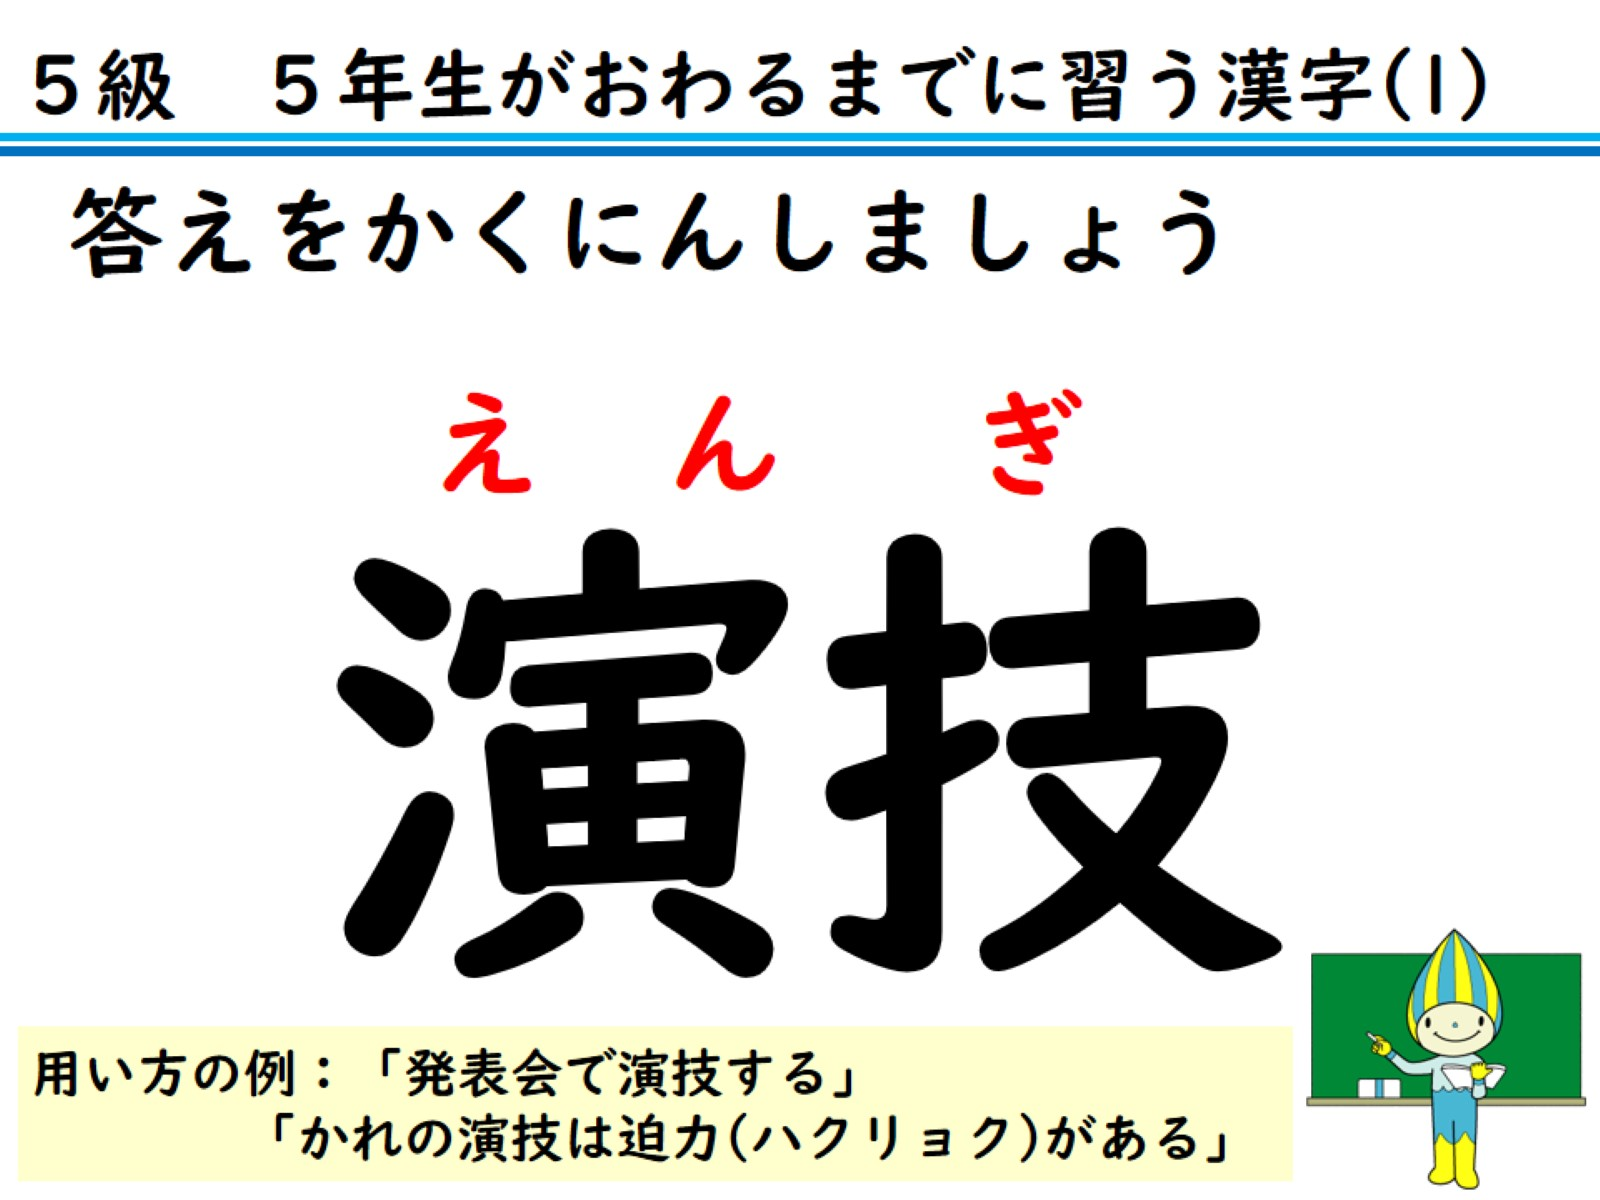 ５級　５年生がおわるまでに習う漢字(1)
答えをかくにんしましょう
えんぎ
演技
用い方の例：「発表会で演技する」
「かれの演技は迫力(ハクリョク)がある」